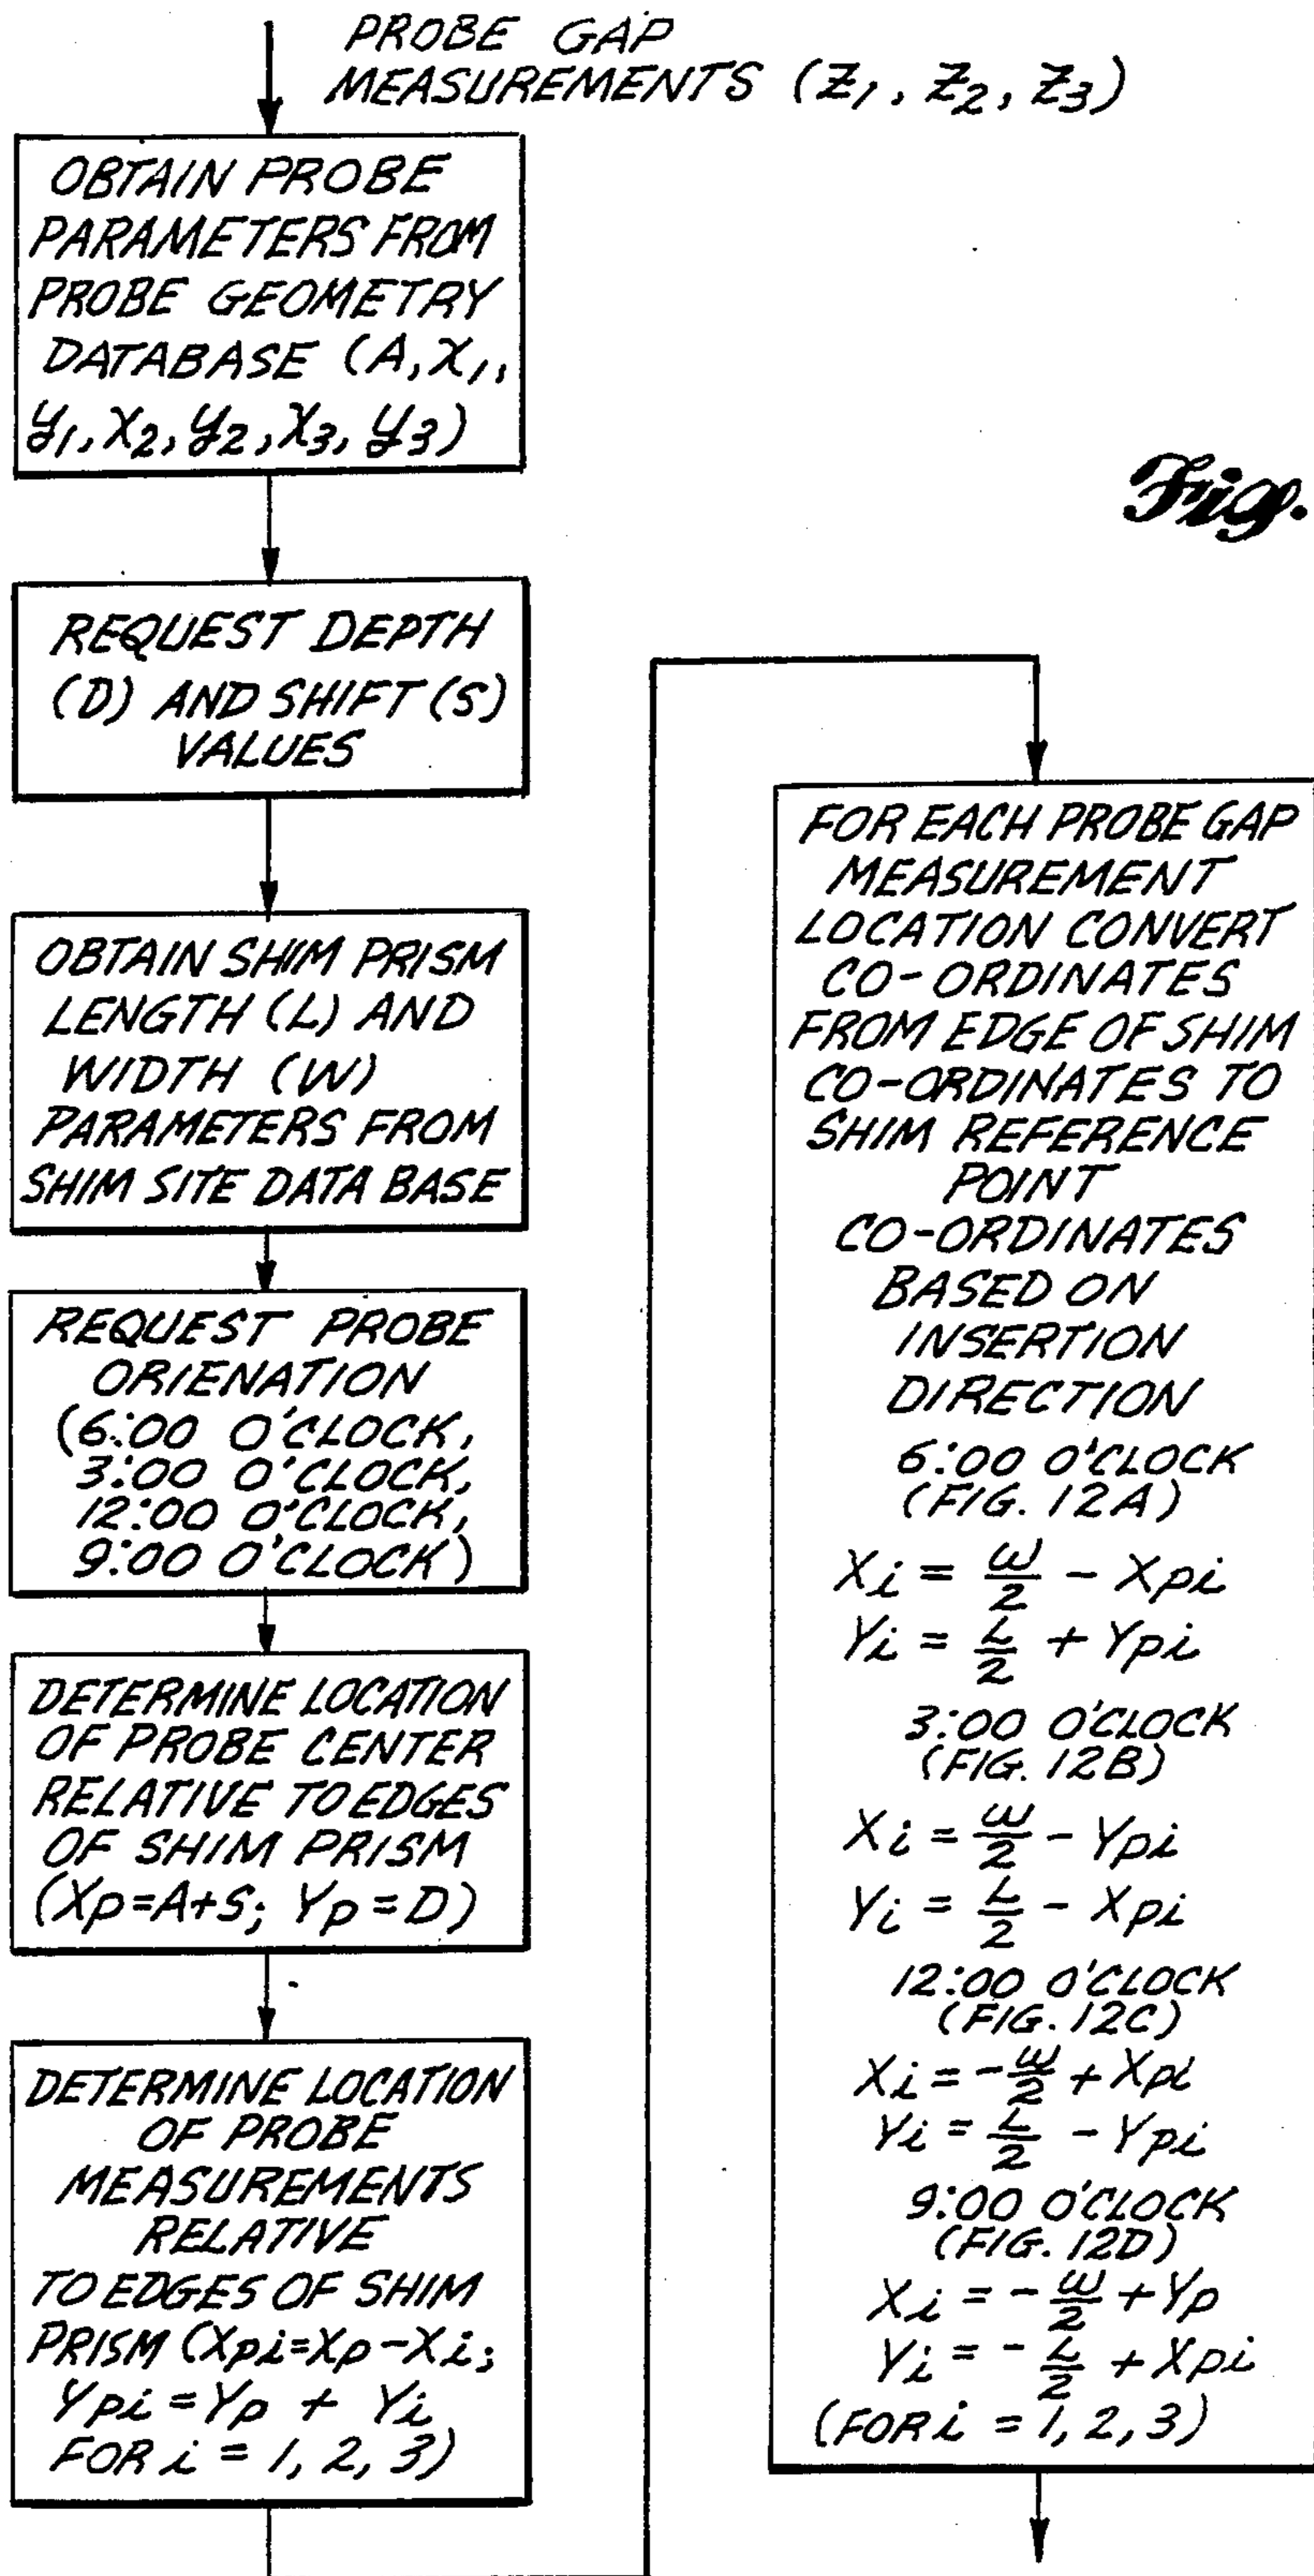 PROBE GAP
MEASUREMENTS (Z1, Z2, Z3)
OBTAIN PROBE
PARAMETERS FROM
PROBE GEOMETRY
DATABASE (A, X1,
y1, X2, y2, X3, y3)
Fig.
REQUEST DEPTH
(D) AND SHIFT (S)
VALUES
OBTAIN SHIM PRISM
LENGTH (L) AND
WIDTH (W)
PARAMETERS FROM
SHIM SITE DATA BASE
REQUEST PROBE
ORIENATION
(6:00 O'CLOCK,
3:00 O'CLOCK,
12:00 O'CLOCK,
9:00 O'CLOCK)
DETERMINE LOCATION
OF PROBE CENTER
RELATIVE TO EDGES
OF SHIM PRISM
(Xp=A+S; Yp=D)
DETERMINE LOCATION
OF PROBE
MEASUREMENTS
RELATIVE
TO EDGES OF SHIM
PRISM (Xpi=Xp-Xi;
Ypi=Yp + Yi
FOR i = 1, 2, 3)
FOR EACH PROBE GAP
MEASUREMENT
LOCATION CONVERT
CO-ORDINATES
FROM EDGE OF SHIM
CO-ORDINATES TO
SHIM REFERENCE
POINT
CO-ORDINATES
BASED ON
INSERTION
DIRECTION
6:00 O'CLOCK
(FIG. 12A)
Xi = w/2 - Xpi
Yi = L/2 + Ypi
3:00 O'CLOCK
(FIG. 12B)
Xi = w/2 - Ypi
Yi = L/2 - Xpi
12:00 O'CLOCK
(FIG. 12C)
Xi = -w/2 + Xpi
Yi = L/2 - Ypi
9:00 O'CLOCK
(FIG. 12D)
Xi = -w/2 + Yp
Yi = -L/2 + Xpi
(FOR i = 1, 2, 3)